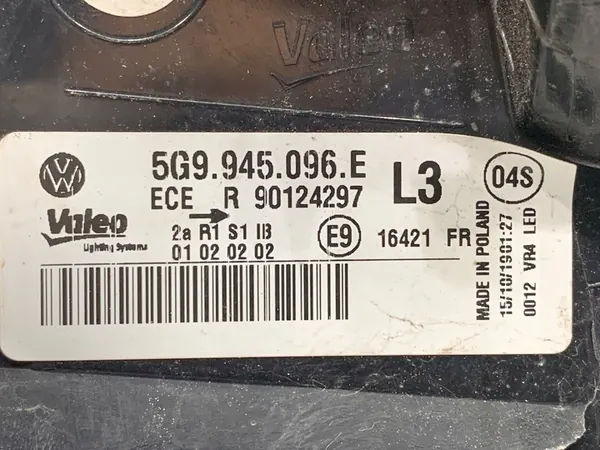 Valeo
5G9.945.096.E
ECE R 90124297
L3
04S
Valeo
Lighting Systems
2a R1 S1 IB
01 02 02 02
E9
16421 FR
MADE IN POLAND
15/10/1901:27
0012 VR4 LED